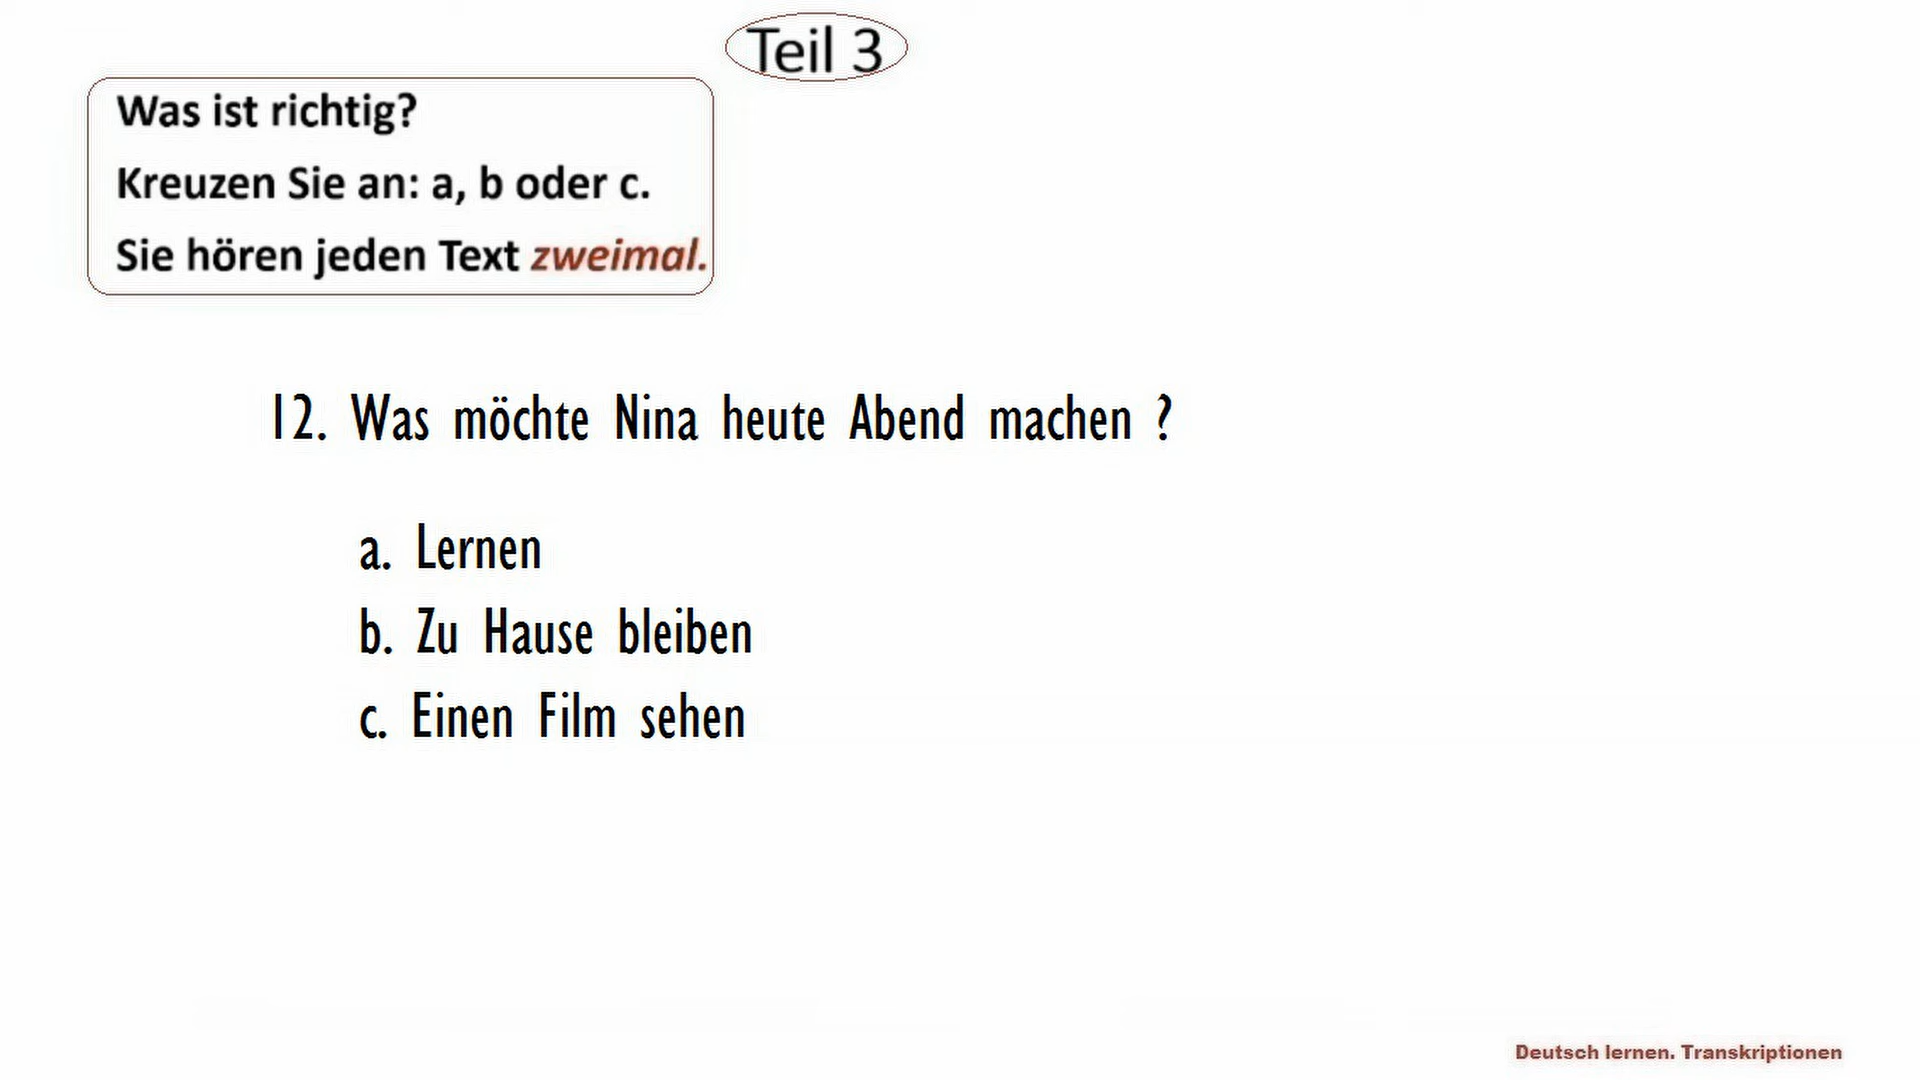 Teil 3
Was ist richtig?
Kreuzen Sie an: a, b oder c.
Sie hören jeden Text zweimal.
12. Was möchte Nina heute Abend machen ?
a. Lernen
b. Zu Hause bleiben
c. Einen Film sehen
Deutsch lernen. Transkriptionen